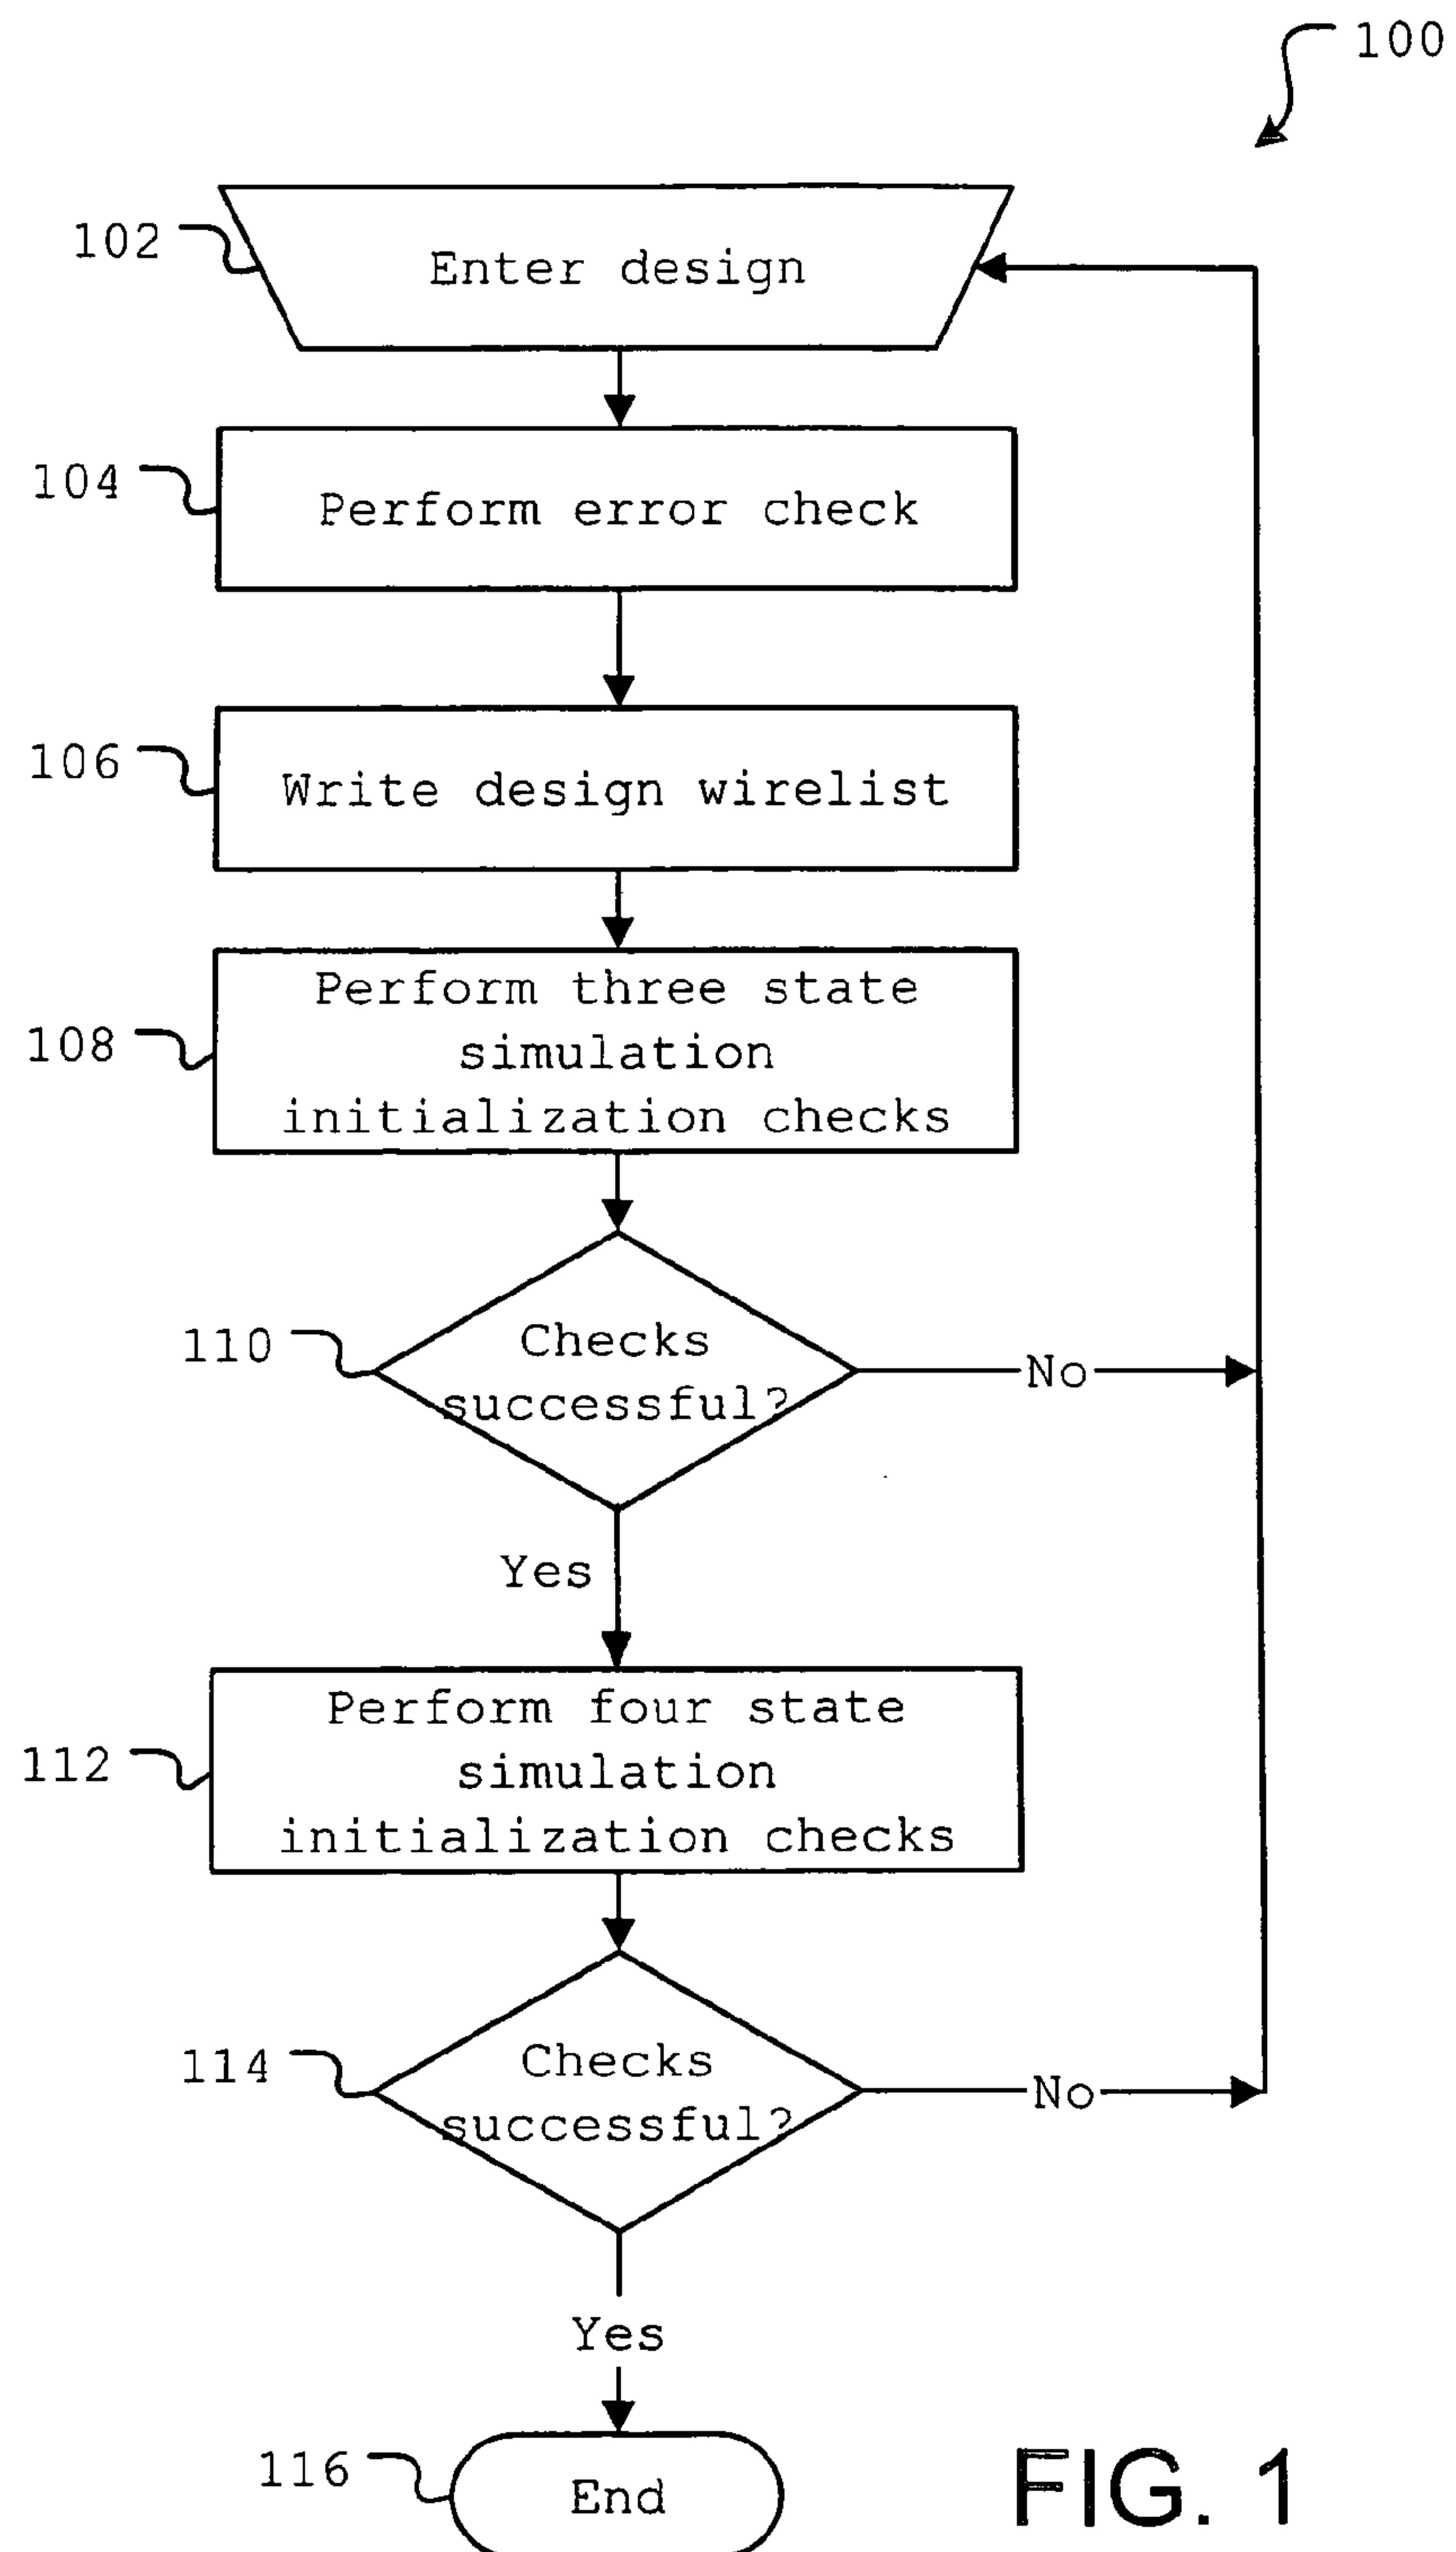 100
102
Enter design
104
Perform error check
106
Write design wirelist
108
Perform three state
simulation
initialization checks
110
Checks
successful?
No
Yes
112
Perform four state
simulation
initialization checks
114
Checks
successful?
No
Yes
116
End
FIG. 1